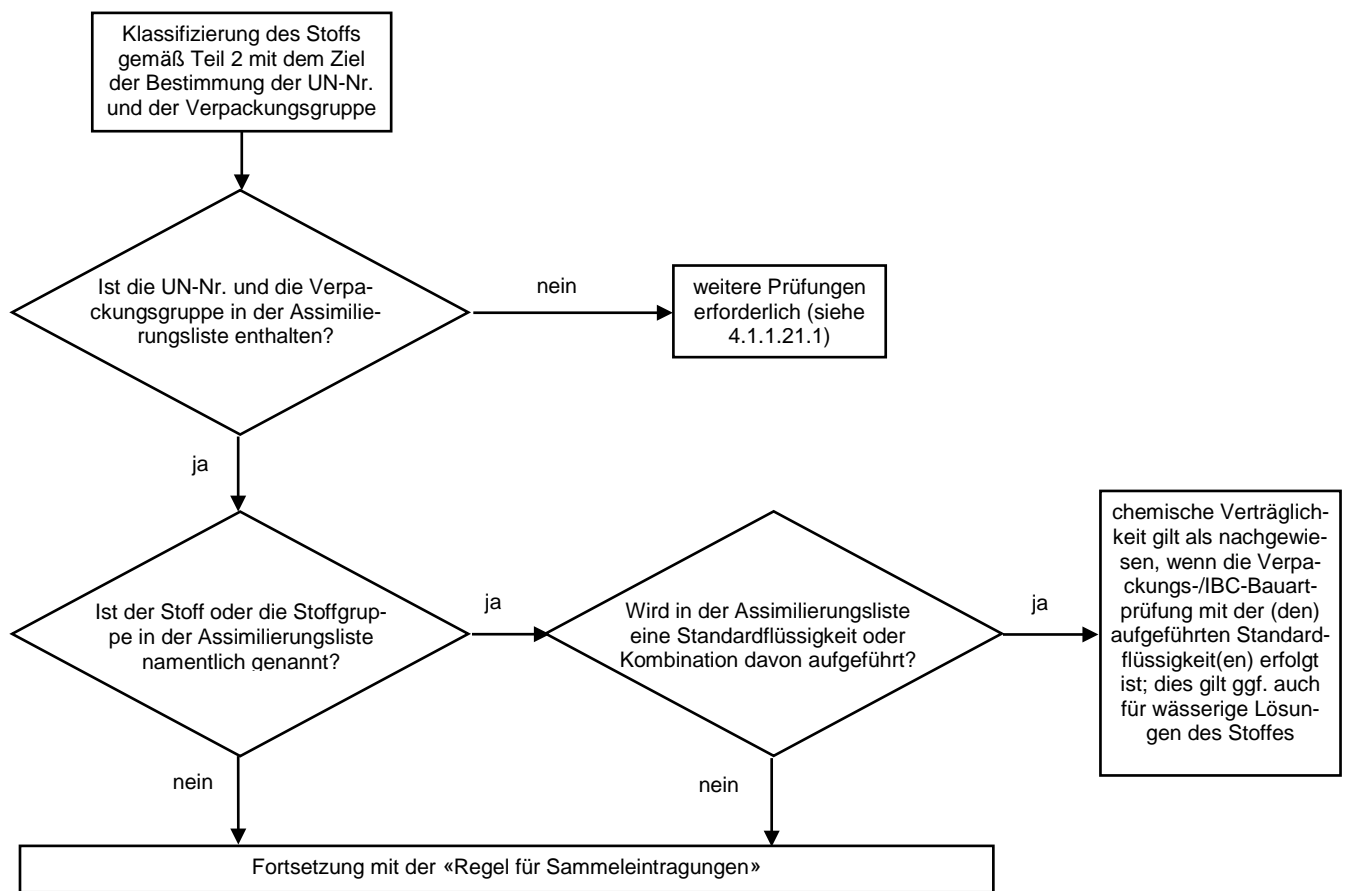 Klassifizierung des Stoffs
gemäß Teil 2 mit dem Ziel
der Bestimmung der UN-Nr.
und der Verpackungsgruppe
Ist die UN-Nr. und die Verpa-
ckungsgruppe in der Assimilie-
rungsliste enthalten?
nein
weitere Prüfungen
erforderlich (siehe
4.1.1.21.1)
ja
Ist der Stoff oder die Stoffgrup-
pe in der Assimilierungsliste
namentlich genannt?
ja
Wird in der Assimilierungsliste
eine Standardflüssigkeit oder
Kombination davon aufgeführt?
ja
chemische Verträglich-
keit gilt als nachgewie-
sen, wenn die Verpa-
ckungs-/IBC-Bauart-
prüfung mit der (den)
aufgeführten Standard-
flüssigkeit(en) erfolgt
ist; dies gilt ggf. auch
für wässerige Lösun-
gen des Stoffes
nein
nein
Fortsetzung mit der «Regel für Sammeleintragungen»